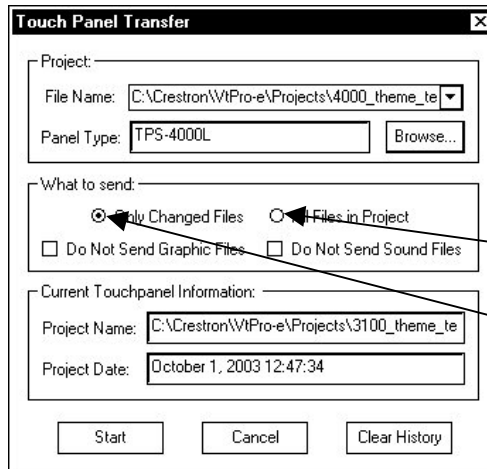 Touch Panel Transfer
Project:
File Name: C:\Crestron\VtPro-e\Projects\4000_theme_te
Panel Type: TPS-4000L Browse...
What to send:
Only Changed Files All Files in Project
Do Not Send Graphic Files Do Not Send Sound Files
Current Touchpanel Information:
Project Name: C:\Crestron\VtPro-e\Projects\3100_theme_te
Project Date: October 1, 2003 12:47:34
Start Cancel Clear History